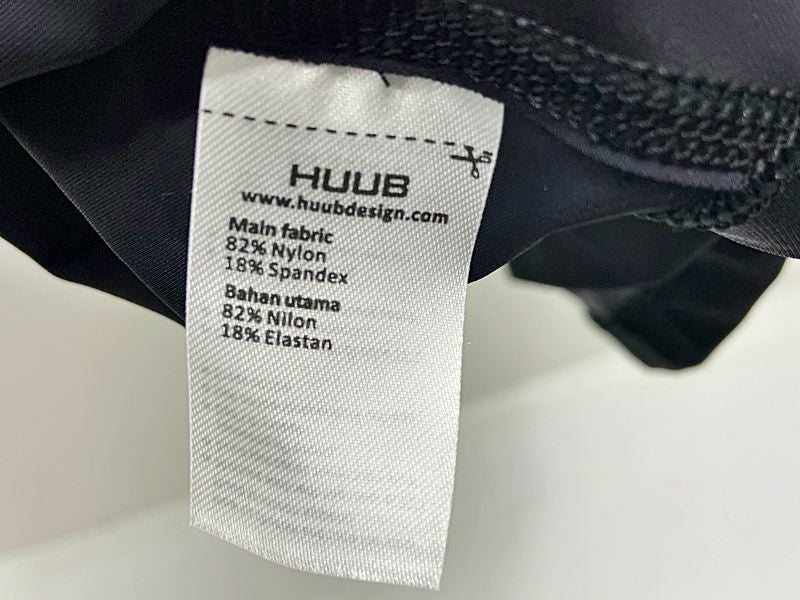 HUUB
www.huubdesign.com
Main fabric
82% Nylon
18% Spandex
Bahan utama
82% Nilon
18% Elastan